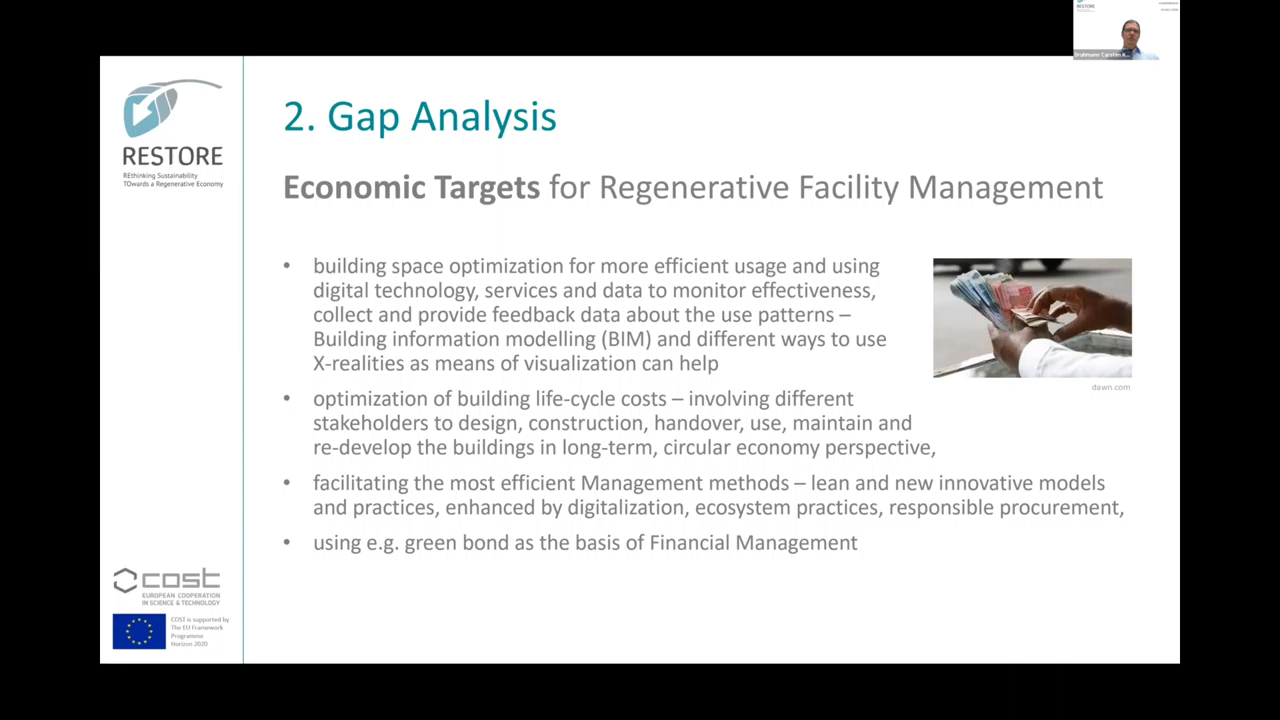 RESTORE
REthinking Sustainability
TOwards a Regenerative Economy
2. Gap Analysis
Economic Targets for Regenerative Facility Management
• building space optimization for more efficient usage and using
digital technology, services and data to monitor effectiveness,
collect and provide feedback data about the use patterns –
Building information modelling (BIM) and different ways to use
X-realities as means of visualization can help
• optimization of building life-cycle costs – involving different
stakeholders to design, construction, handover, use, maintain and
re-develop the buildings in long-term, circular economy perspective,
• facilitating the most efficient Management methods – lean and new innovative models
and practices, enhanced by digitalization, ecosystem practices, responsible procurement,
• using e.g. green bond as the basis of Financial Management
dawn.com
cost
EUROPEAN COOPERATION
IN SCIENCE & TECHNOLOGY
COST is supported by
The EU Framework
Programme
Horizon 2020
RESTORE